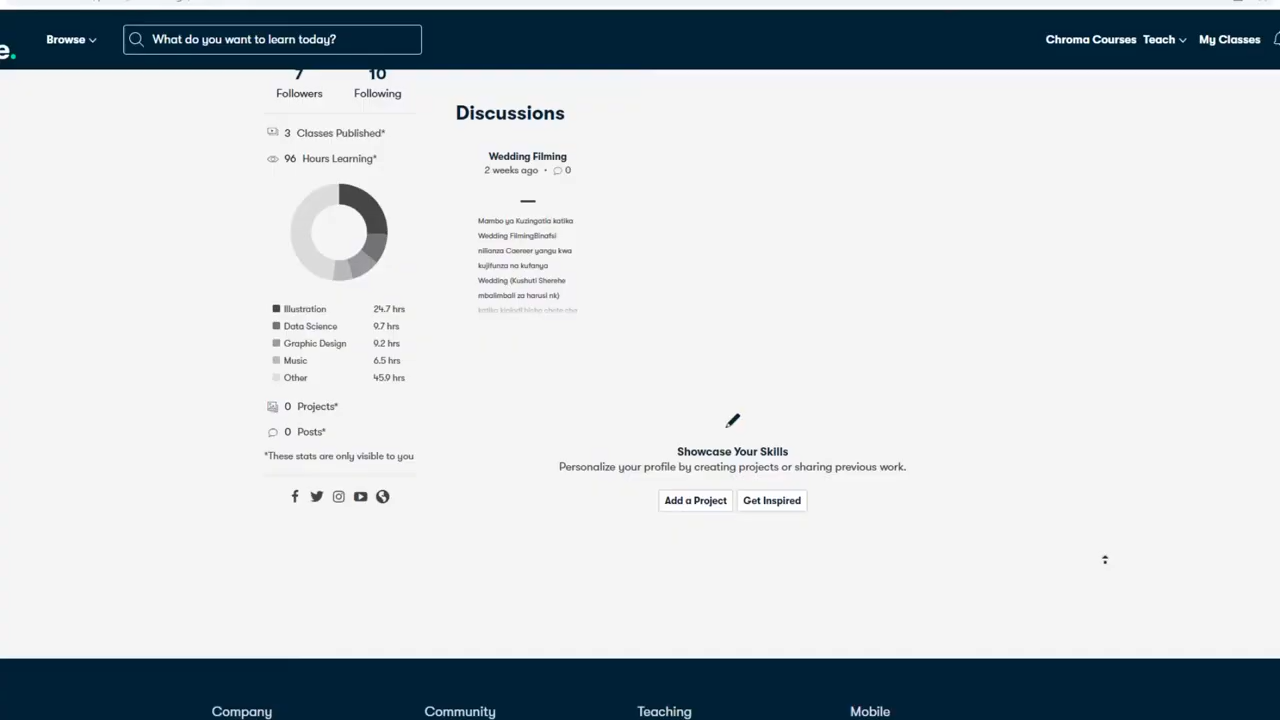 e.
Browse
What do you want to learn today?
Chroma Courses
Teach
My Classes
7
Followers
10
Following
3 Classes Published*
96 Hours Learning*
Illustration 24.7 hrs
Data Science 9.7 hrs
Graphic Design 9.2 hrs
Music 6.5 hrs
Other 45.9 hrs
0 Projects*
0 Posts*
*These stats are only visible to you
Discussions
Wedding Filming
2 weeks ago • 0
Mambo ya Kuzingatia katika
Wedding FilmingBinafsi
nilianza Caereer yangu kwa
kujifunza na kufanya
Wedding (Kushuti Sherehe
mbalimbali za harusi nk)
katika
Showcase Your Skills
Personalize your profile by creating projects or sharing previous work.
Add a Project
Get Inspired
Company
Community
Teaching
Mobile